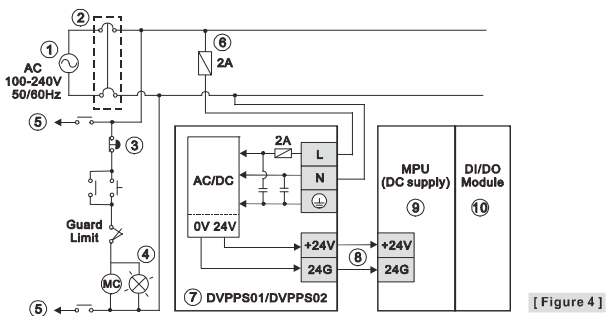 ②
①
⑥
2A
AC
100-240V
50/60Hz
⑤
③
2A
L
N
AC/DC
0V 24V
MPU
(DC supply)
⑨
DI/DO
Module
⑩
Guard
Limit
④
MC
+24V
24G
⑧
+24V
24G
⑤
⑦ DVPPS01/DVPPS02
[ Figure 4 ]